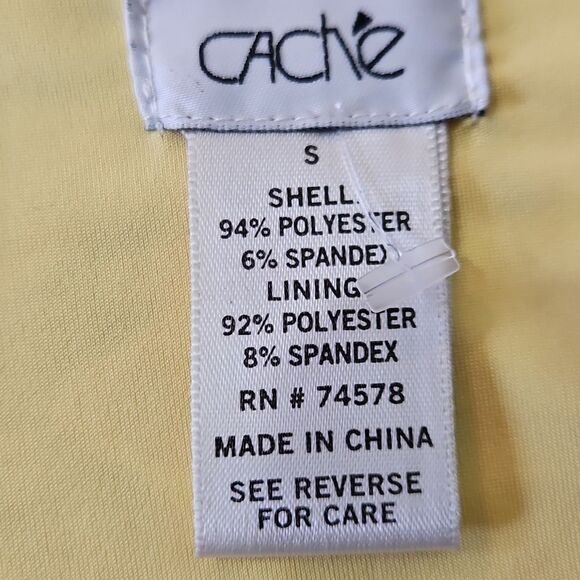 CACHé
S
SHELL:
94% POLYESTER
6% SPANDEX
LINING
92% POLYESTER
8% SPANDEX
RN # 74578
MADE IN CHINA
SEE REVERSE
FOR CARE